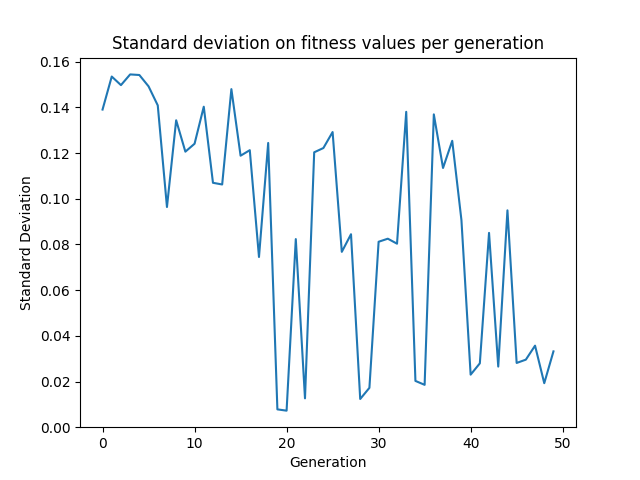 Standard deviation on fitness values per generation
0.16
0.14
0.12
0.10
0.08
0.06
0.04
0.02
0.00
Standard Deviation
0 10 20 30 40 50
Generation